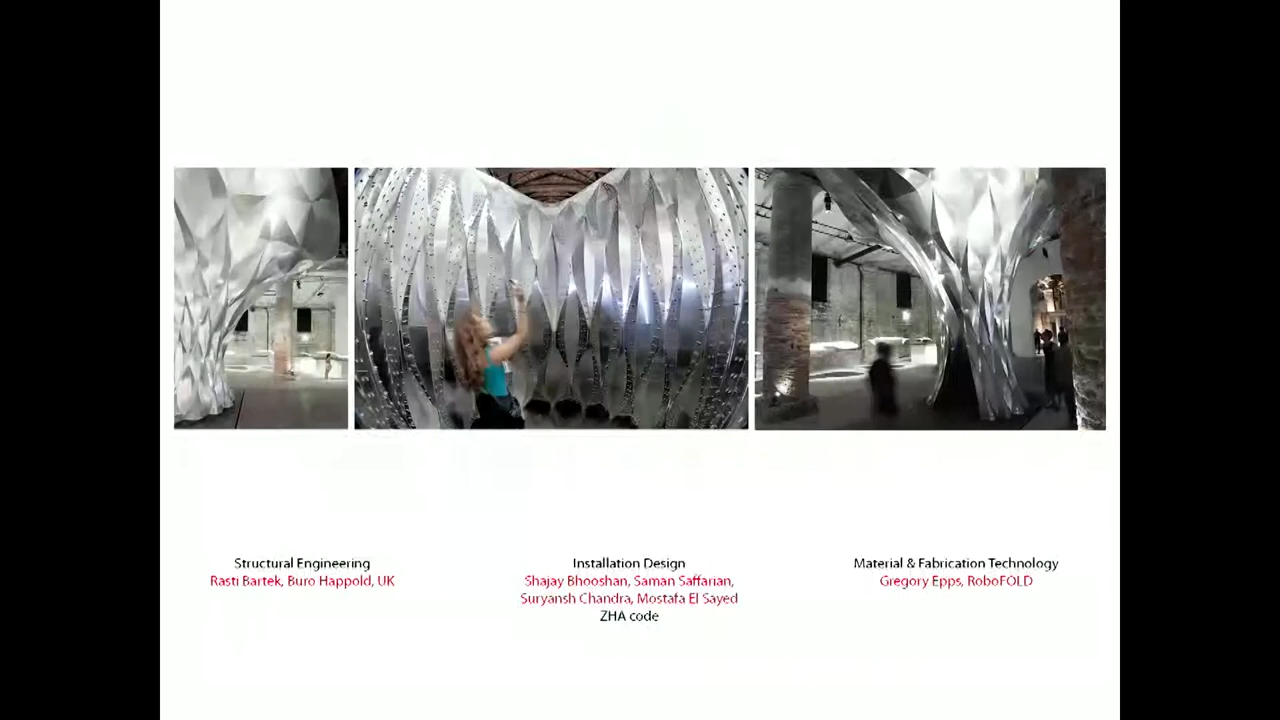 Structural Engineering
Rasti Bartek, Buro Happold, UK
Installation Design
Shajay Bhooshan, Saman Saffarian,
Suryansh Chandra, Mostafa El Sayed
ZHA code
Material & Fabrication Technology
Gregory Epps, RoboFOLD